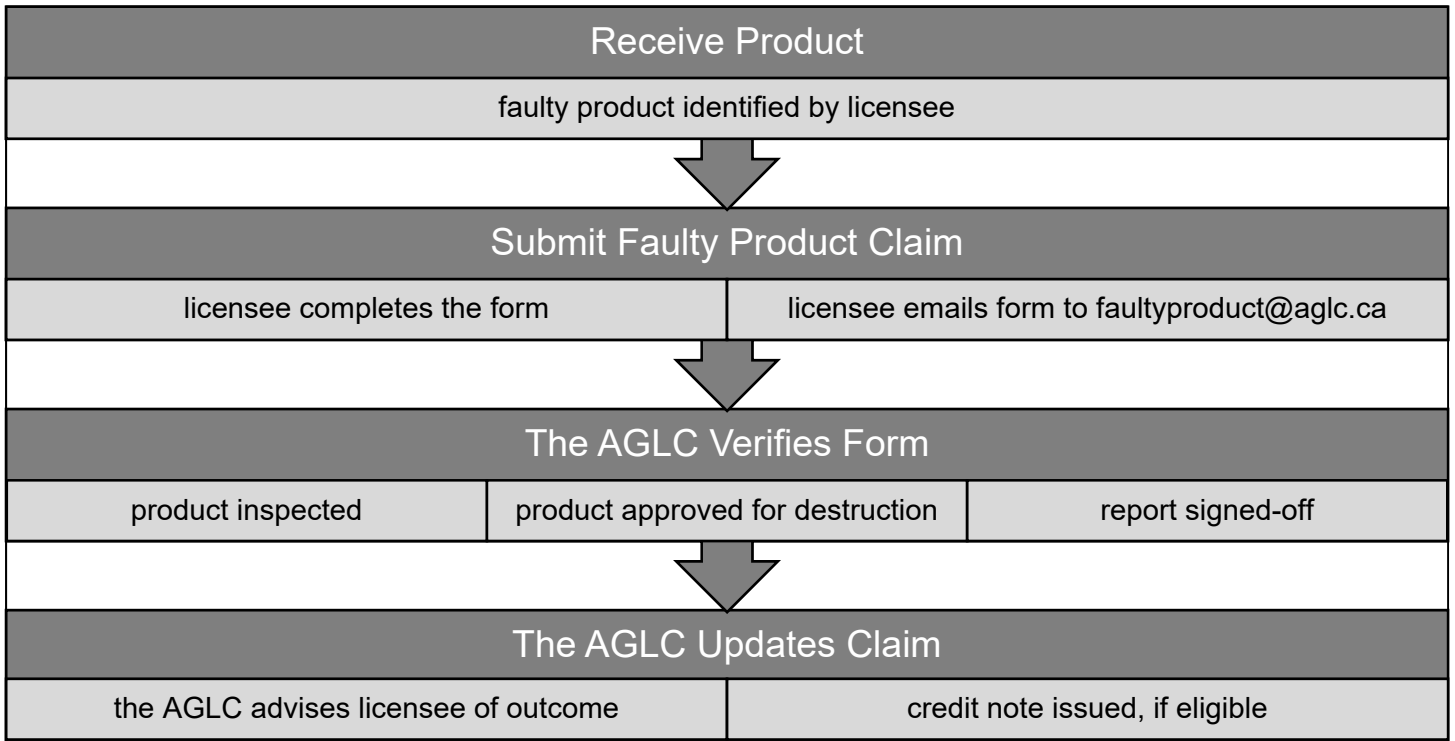 Receive Product
faulty product identified by licensee
Submit Faulty Product Claim
licensee completes the form
licensee emails form to faultyproduct@aglc.ca
The AGLC Verifies Form
product inspected
product approved for destruction
report signed-off
The AGLC Updates Claim
the AGLC advises licensee of outcome
credit note issued, if eligible